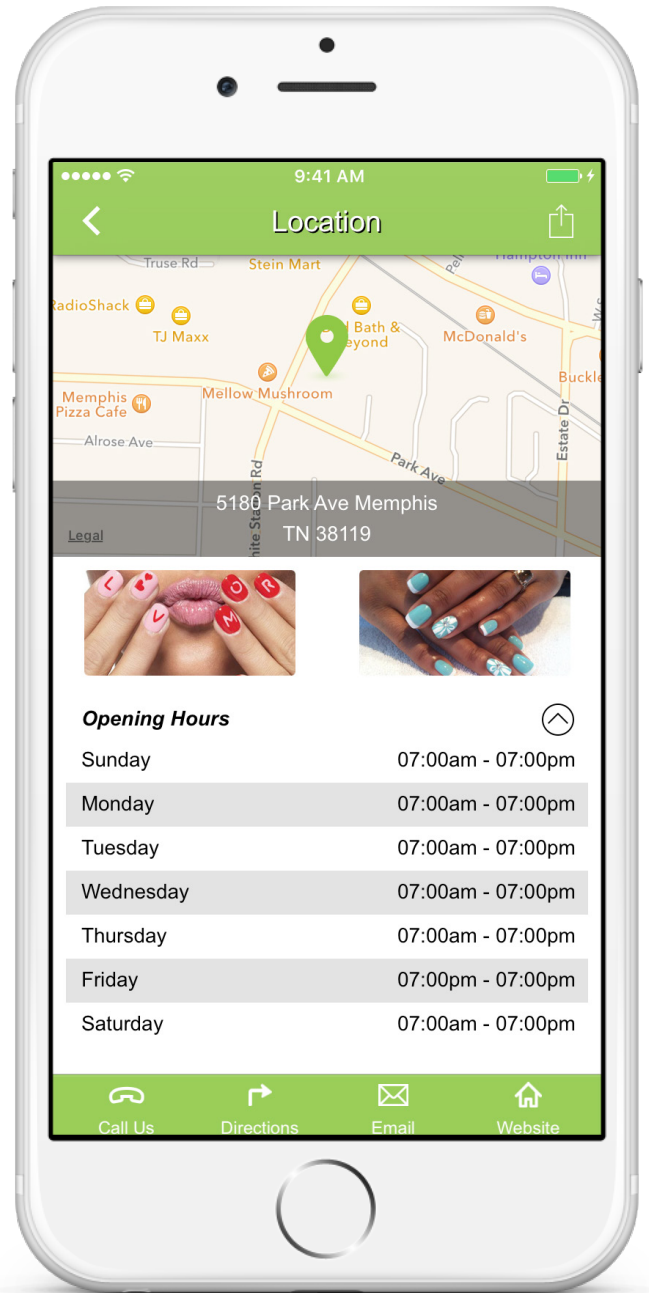 9:41 AM
Location
Truse Rd
Stein Mart
Hampton Inn
RadioShack
TJ Maxx
Bath &
McDonald's
Mellow Mushroom
Memphis
Pizza Cafe
Buckle
Alrose Ave
Estate Dr
Park Ave
5180 Park Ave Memphis
TN 38119
Legal
L O R
V M
Opening Hours
Sunday 07:00am - 07:00pm
Monday 07:00am - 07:00pm
Tuesday 07:00am - 07:00pm
Wednesday 07:00am - 07:00pm
Thursday 07:00am - 07:00pm
Friday 07:00pm - 07:00pm
Saturday 07:00am - 07:00pm
Call Us Directions Email Website